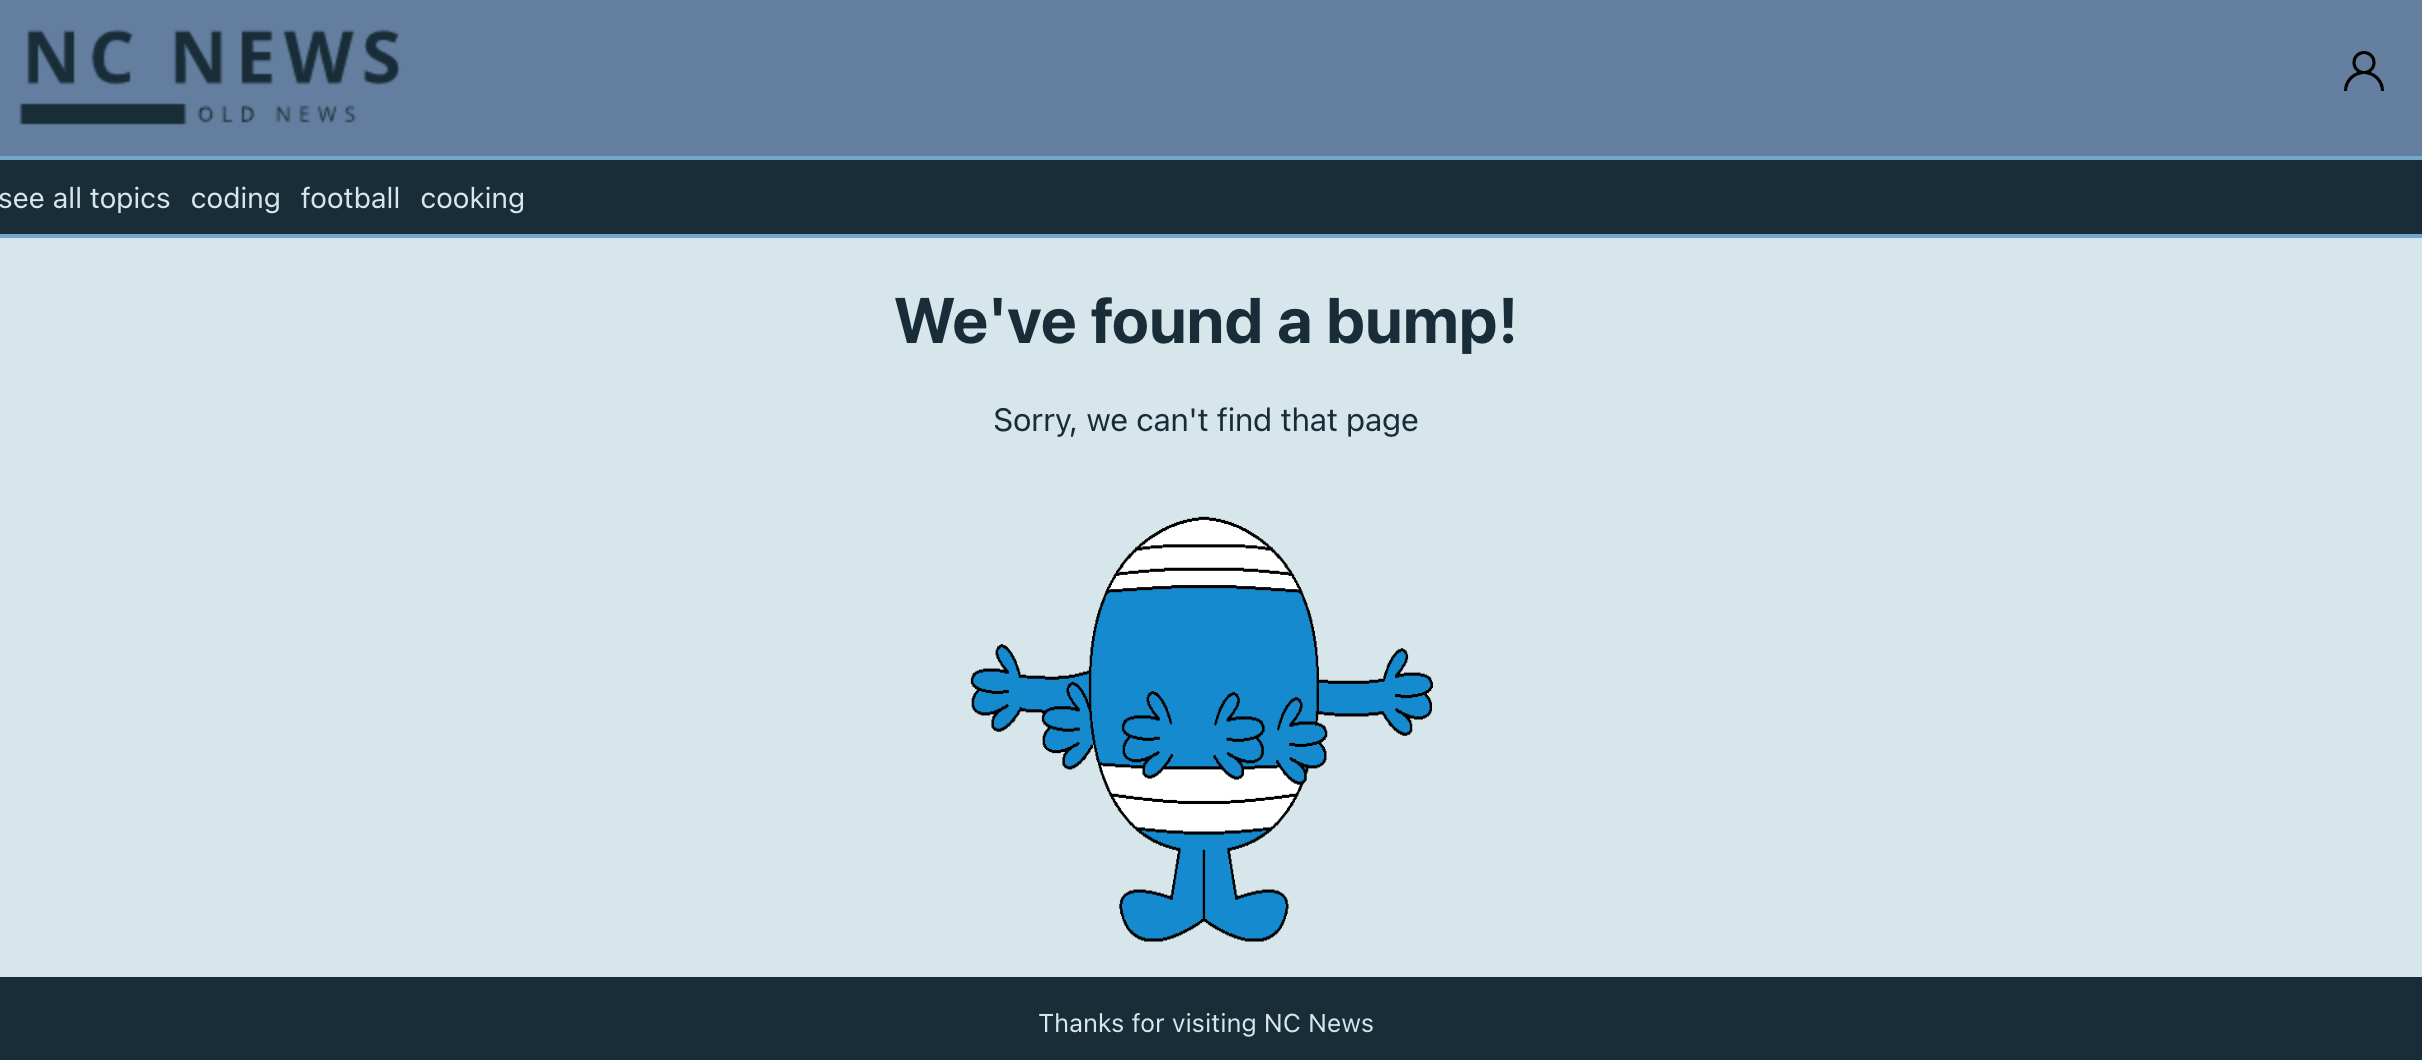 NC NEWS
OLD NEWS
see all topics coding football cooking
We've found a bump!
Sorry, we can't find that page
Thanks for visiting NC News